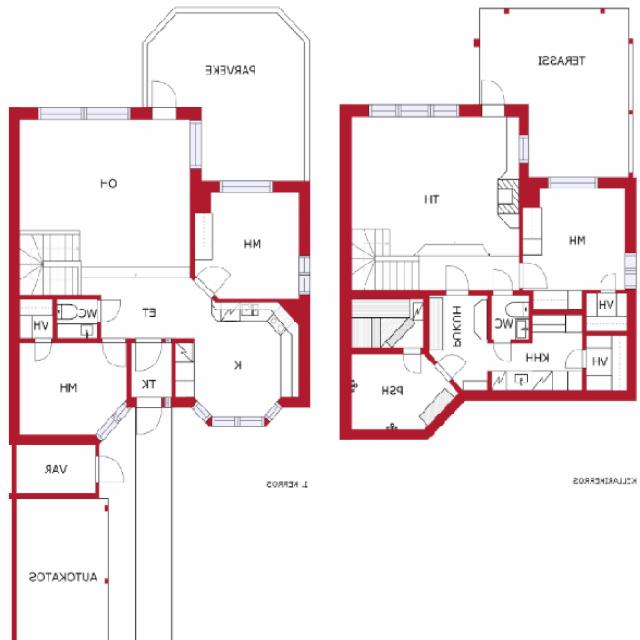 PARVEKE
OH
MH
ET
WC
VH
MH
TK
K
VAR
AUTOKATOS
1. KERROS
TERASSI
TH
MH
VH
WC
PUKUH
KHH
VH
PSH
KELLARIKERROS